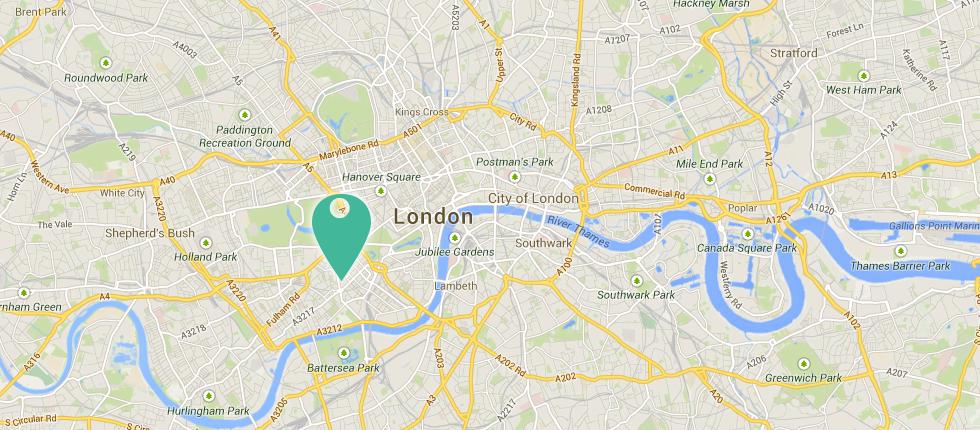 Brent Park
A41
A5203
A1
Hackney Marsh
A4003
A1207
A102
Forest Ln
A117
Upper St
Kingsland Rd
Stratford
Katherine Rd
Roundwood Park
A5
High St
West Ham Park
Kings Cross
A1208
Paddington
Recreation Ground
A501
City Rd
A124
A40
A219
Marylebone Rd
A11
A12
Western Ave
A5
Postman's Park
Mile End Park
Horn Ln
A40
Hanover Square
A13
White City
Commercial Rd
A3220
City of London
Poplar
A1020
The Vale
London
River Thames
A102
A1261
Gallions Point Marin
Shepherd's Bush
Southwark
Canada Square Park
Holland Park
Jubilee Gardens
A100
Thames Barrier Park
A3220
Lambeth
Southwark Park
Westferry Rd
rnham Green
A4
Fulham Rd
A3217
A102
A3218
A3212
A316
A203
A206
Battersea Park
A202 Rd
A202
Greenwich Park
A207
A20
Hurlingham Park
A3205
A3
A2217
S Circular Rd
S Circ